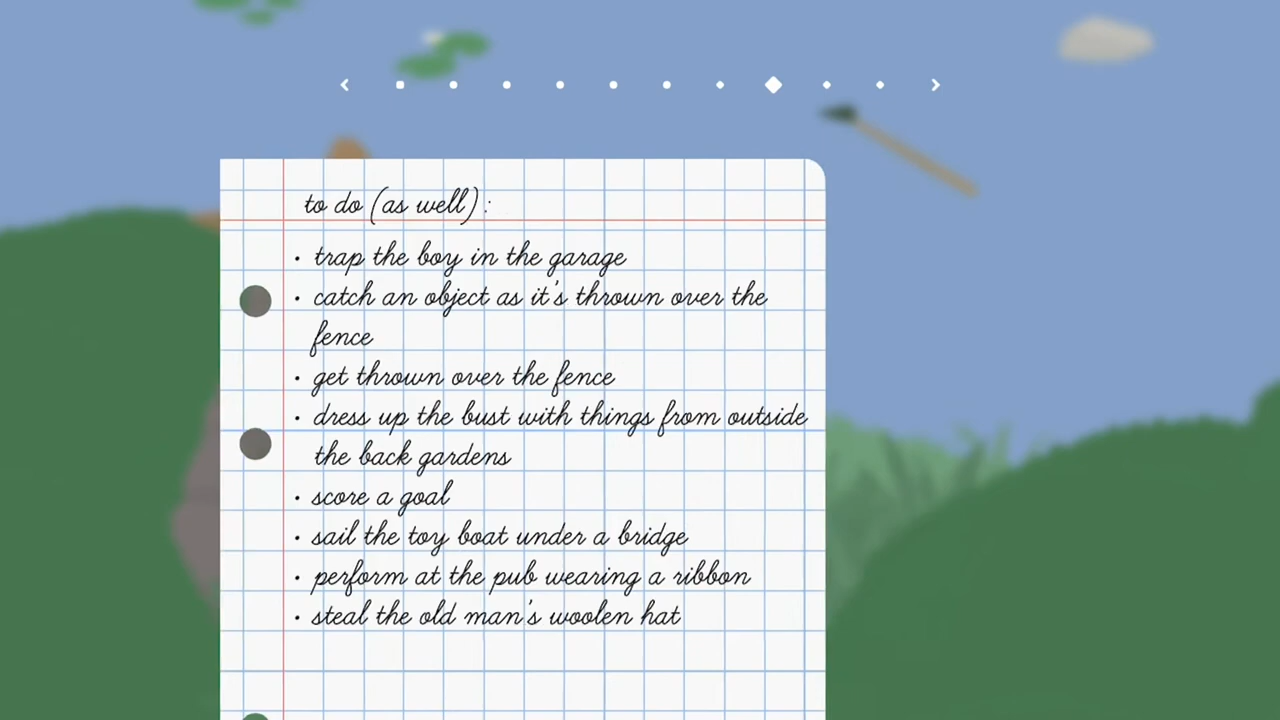 to do (as well):
• trap the boy in the garage
• catch an object as it's thrown over the
fence
• get thrown over the fence
• dress up the bust with things from outside
the back gardens
• score a goal
• sail the toy boat under a bridge
• perform at the pub wearing a ribbon
• steal the old man's woolen hat